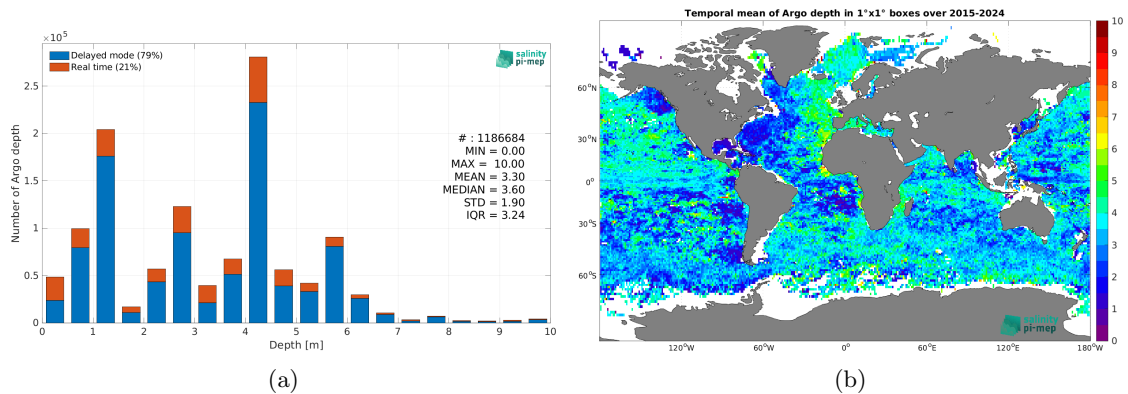 ×10⁵
Delayed mode (79%)
Real time (21%)
salinity
pi-mep
2.5
2
1.5
1
0.5
0
Number of Argo depth
# : 1186684
MIN = 0.00
MAX = 10.00
MEAN = 3.30
MEDIAN = 3.60
STD = 1.90
IQR = 3.24
0 1 2 3 4 5 6 7 8 9 10
Depth [m]
(a)
Temporal mean of Argo depth in 1°x1° boxes over 2015-2024
60°N
30°N
0°
30°S
60°S
120°W 60°W 0° 60°E 120°E 180°W
salinity
pi-mep
10
9
8
7
6
5
4
3
2
1
0
(b)